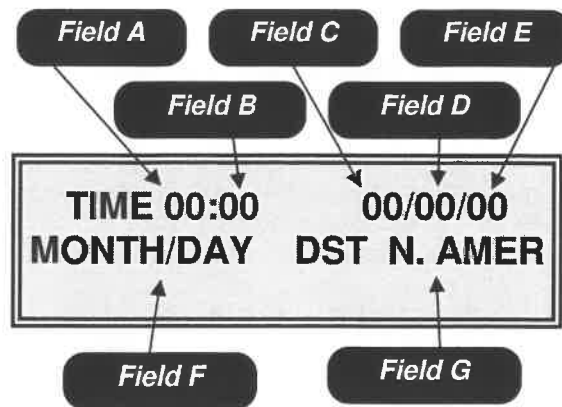 Field A Field C Field E
Field B Field D
TIME 00:00 00/00/00
MONTH/DAY DST N. AMER
Field F Field G